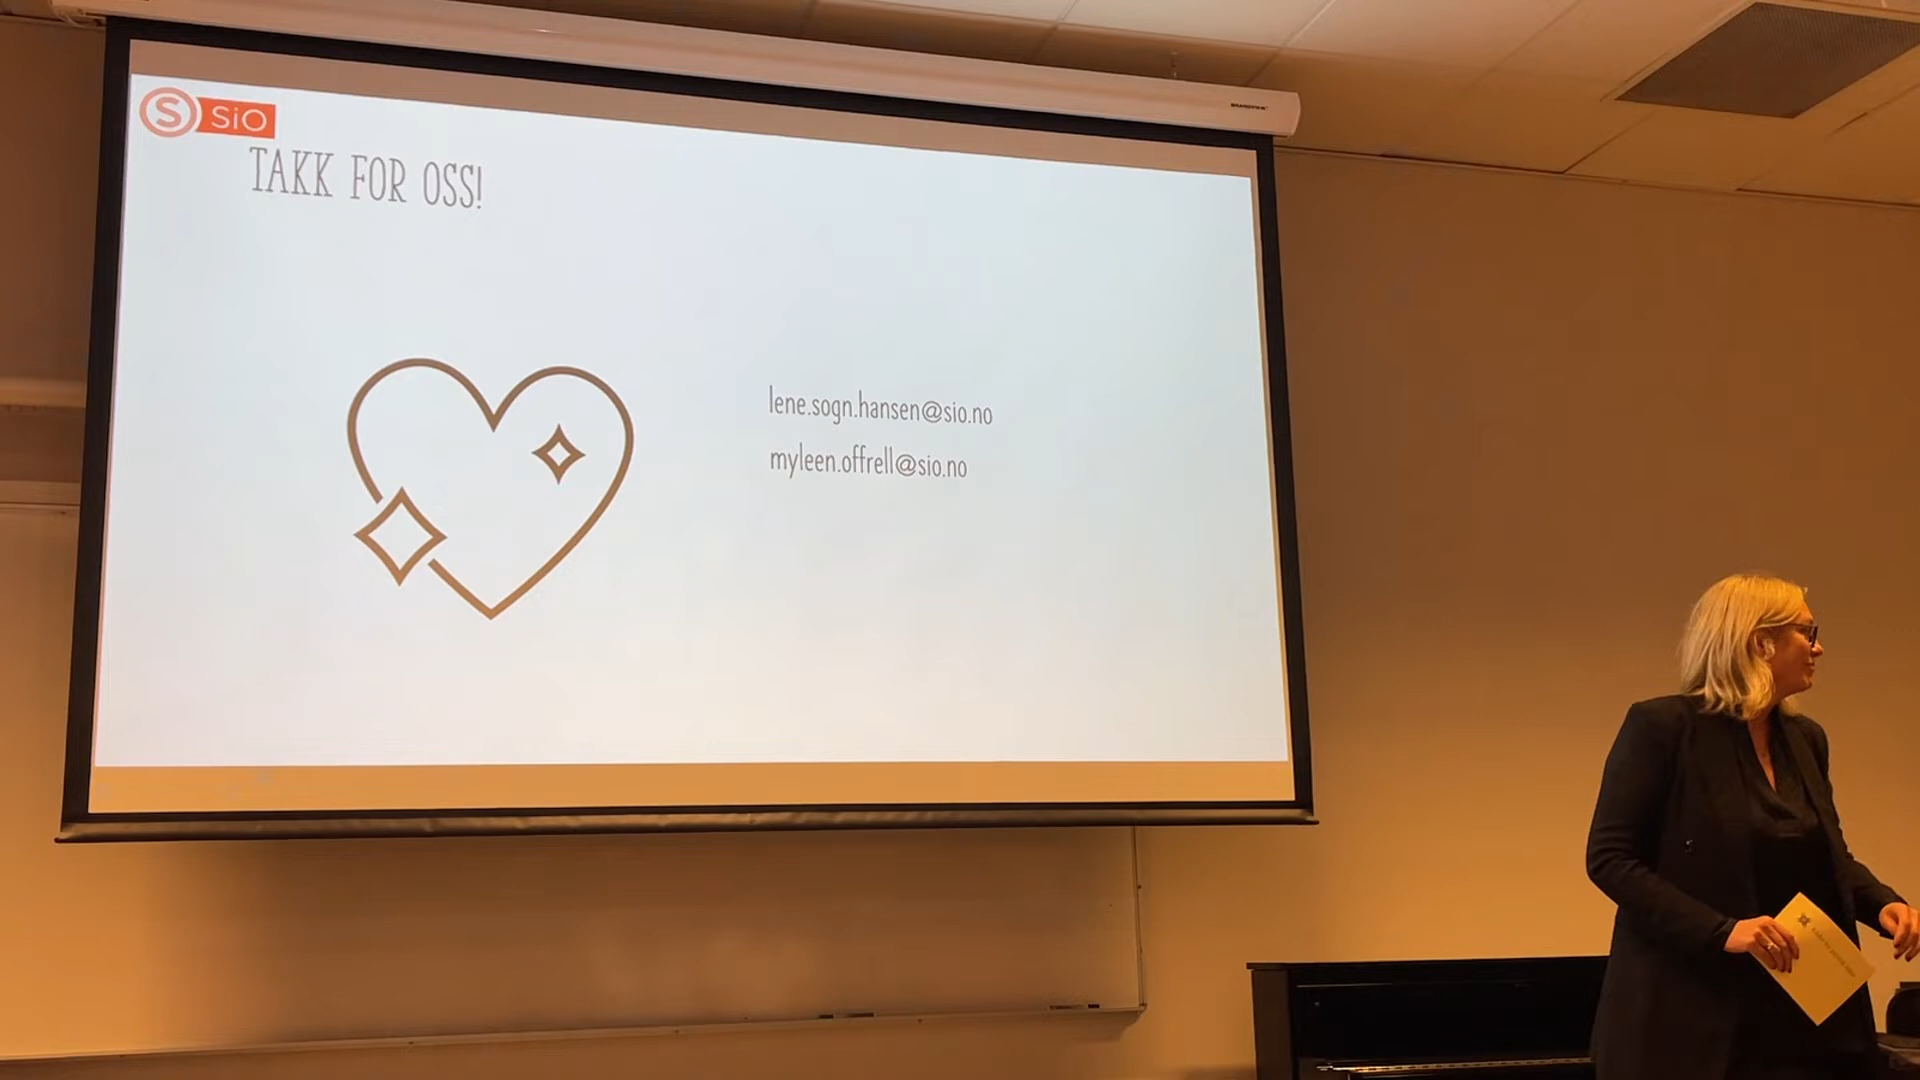 S SiO
TAKK FOR OSS!
lene.sogn.hansen@sio.no
myleen.offrell@sio.no